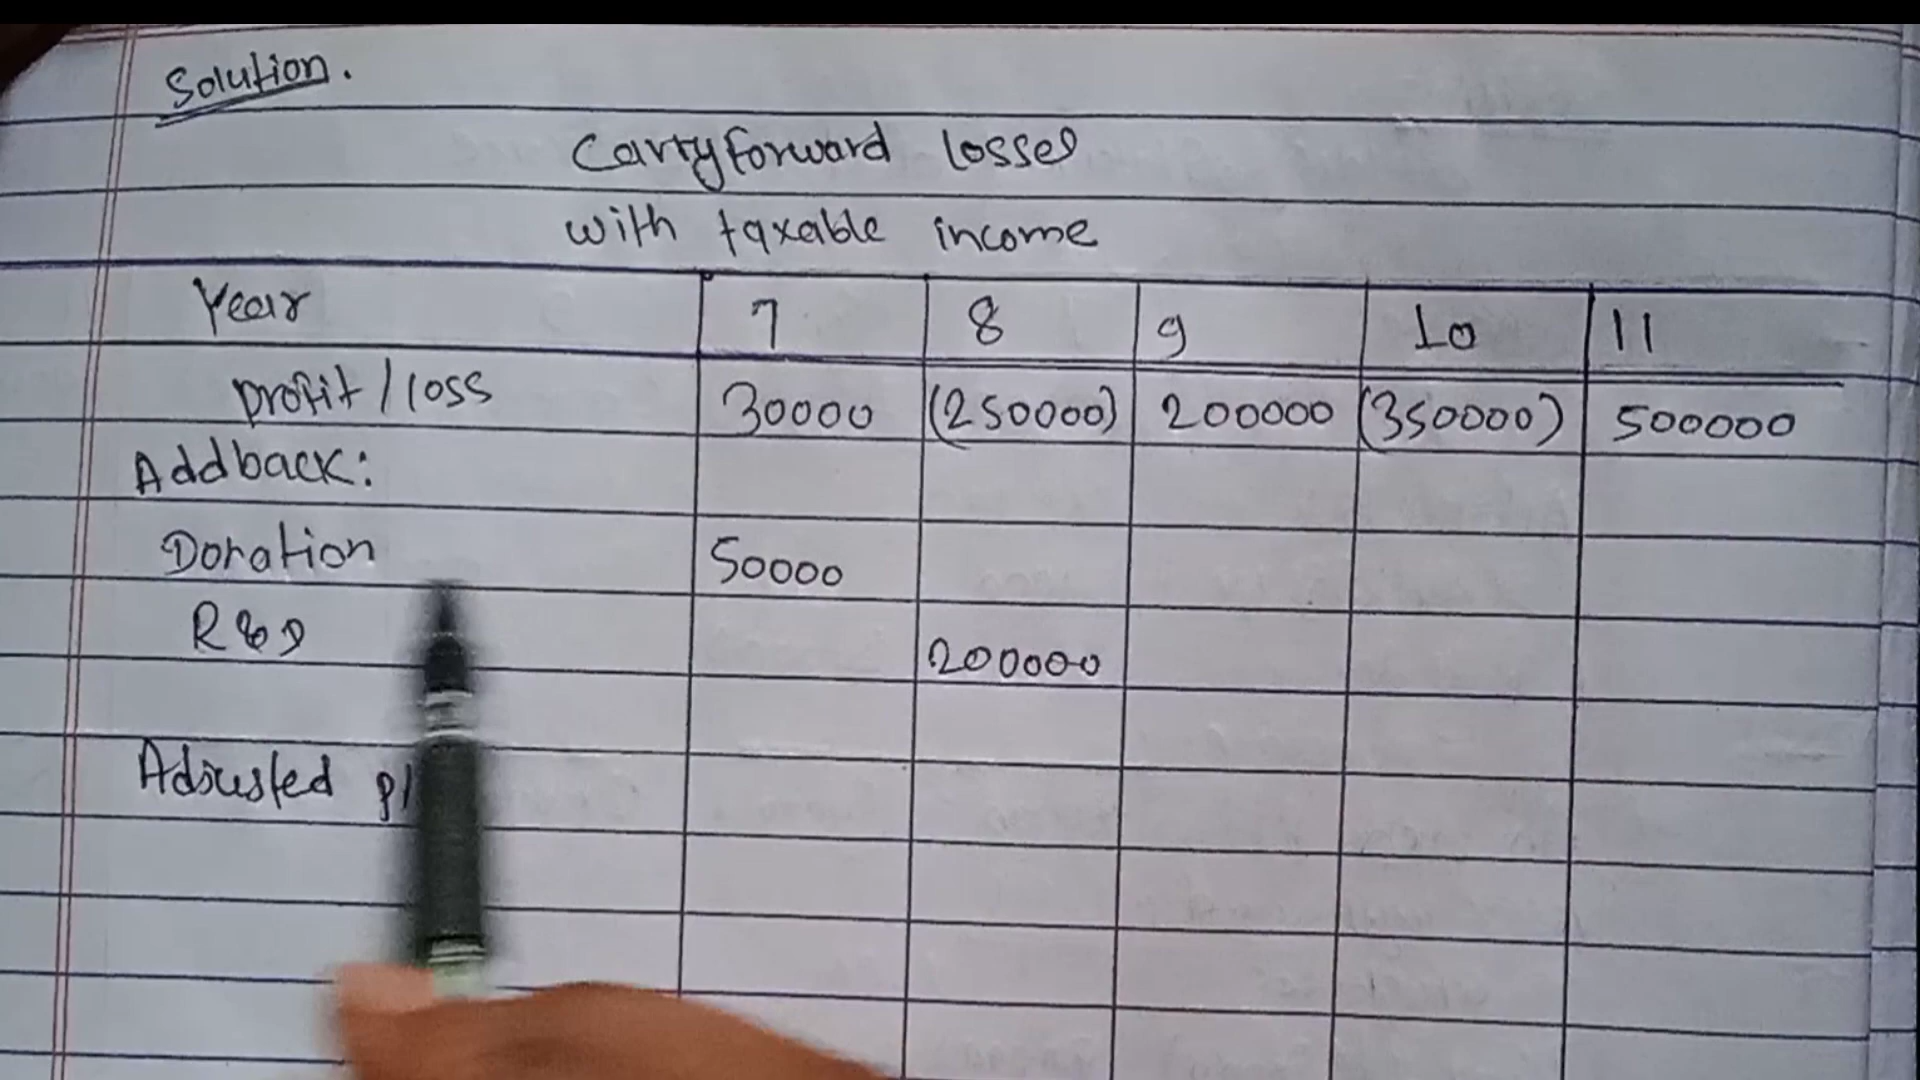 Solution.
Carryforward losses
with taxable income
Year 7 8 9 10 11
profit/loss 30000 (250000) 200000 (350000) 500000
Addback:
Donation 50000
R&D 200000
Adjusted p/